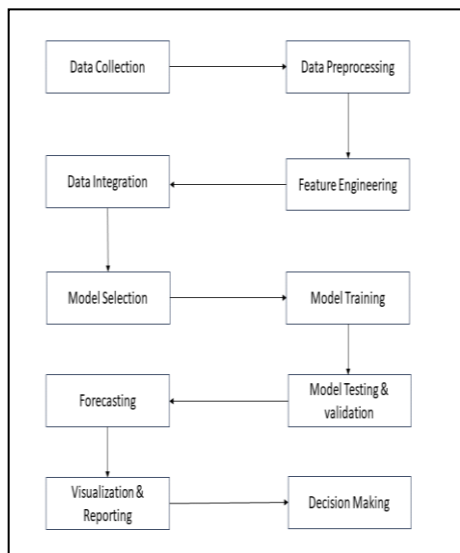 Data Collection
Data Preprocessing
Data Integration
Feature Engineering
Model Selection
Model Training
Forecasting
Model Testing &
validation
Visualization &
Reporting
Decision Making